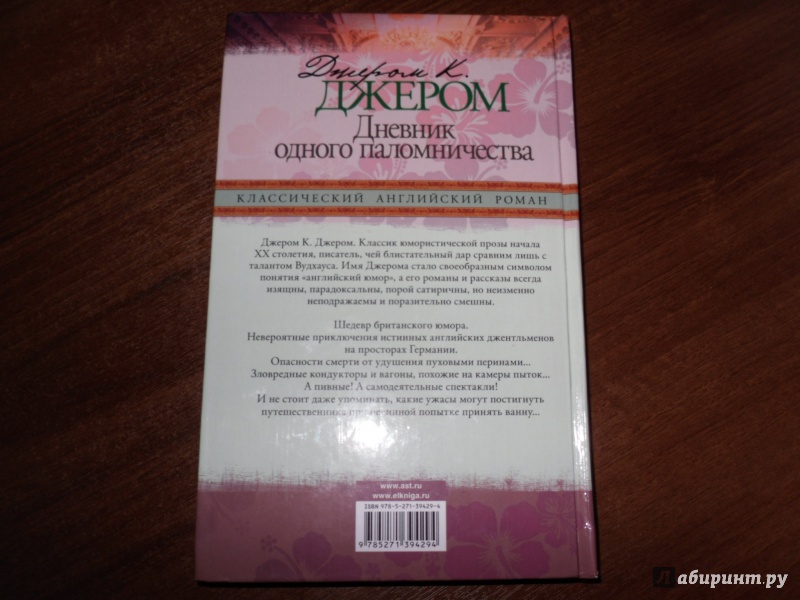 Джером К.
ДЖЕРОМ
Дневник
одного паломничества
КЛАССИЧЕСКИЙ АНГЛИЙСКИЙ РОМАН
Джером К. Джером. Классик юмористической прозы начала
XX столетия, писатель, чей блистательный дар сравним лишь с
талантом Вудхауса. Имя Джерома стало своеобразным символом
понятия «английский юмор», а его романы и рассказы всегда
изящны, парадоксальны, порой сатиричны, но неизменно
неподражаемы и поразительно смешны.
Шедевр британского юмора.
Невероятные приключения истинных английских джентльменов
на просторах Германии.
Опасности смерти от удушения пуховыми перинами...
Зловредные кондукторы и вагоны, похожие на камеры пыток...
А пивные! А самодеятельные спектакли!
И не стоит даже упоминать, какие ужасы могут постигнуть
путешественника при попытке принять ванну...
www.ast.ru
www.elkniga.ru
ISBN 978-5-271-39429-4
9 785271 394294
Лабиринт.ру